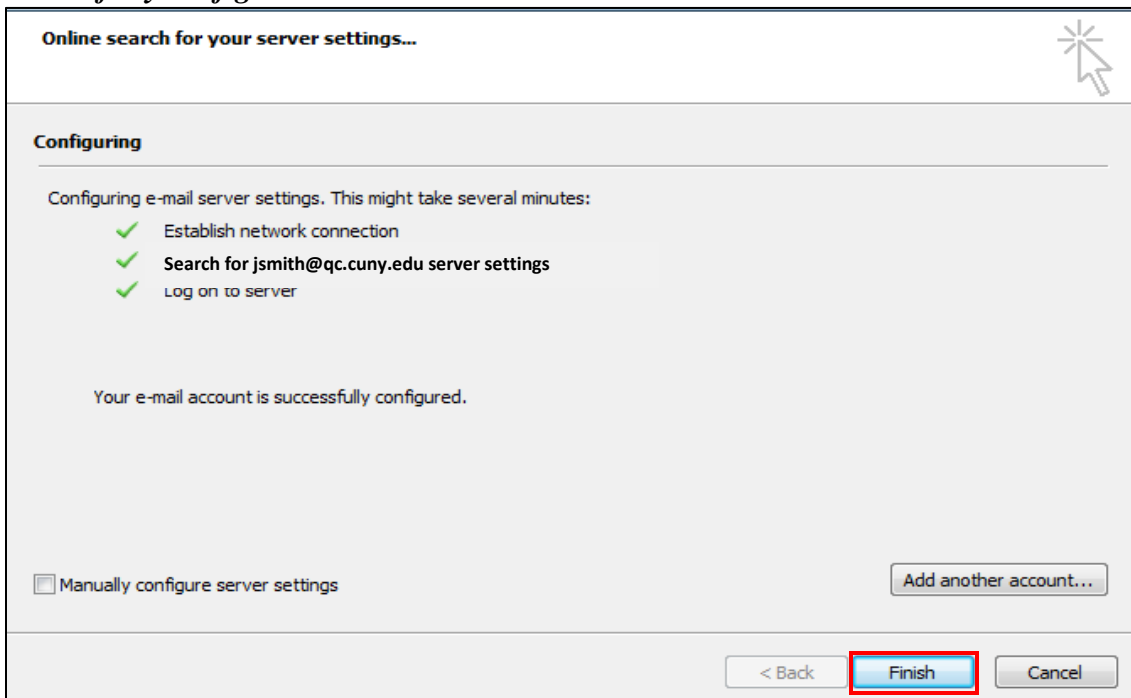 Online search for your server settings...
Configuring
Configuring e-mail server settings. This might take several minutes:
Establish network connection
Search for jsmith@qc.cuny.edu server settings
Log on to server
Your e-mail account is successfully configured.
Manually configure server settings
Add another account...
< Back
Finish
Cancel